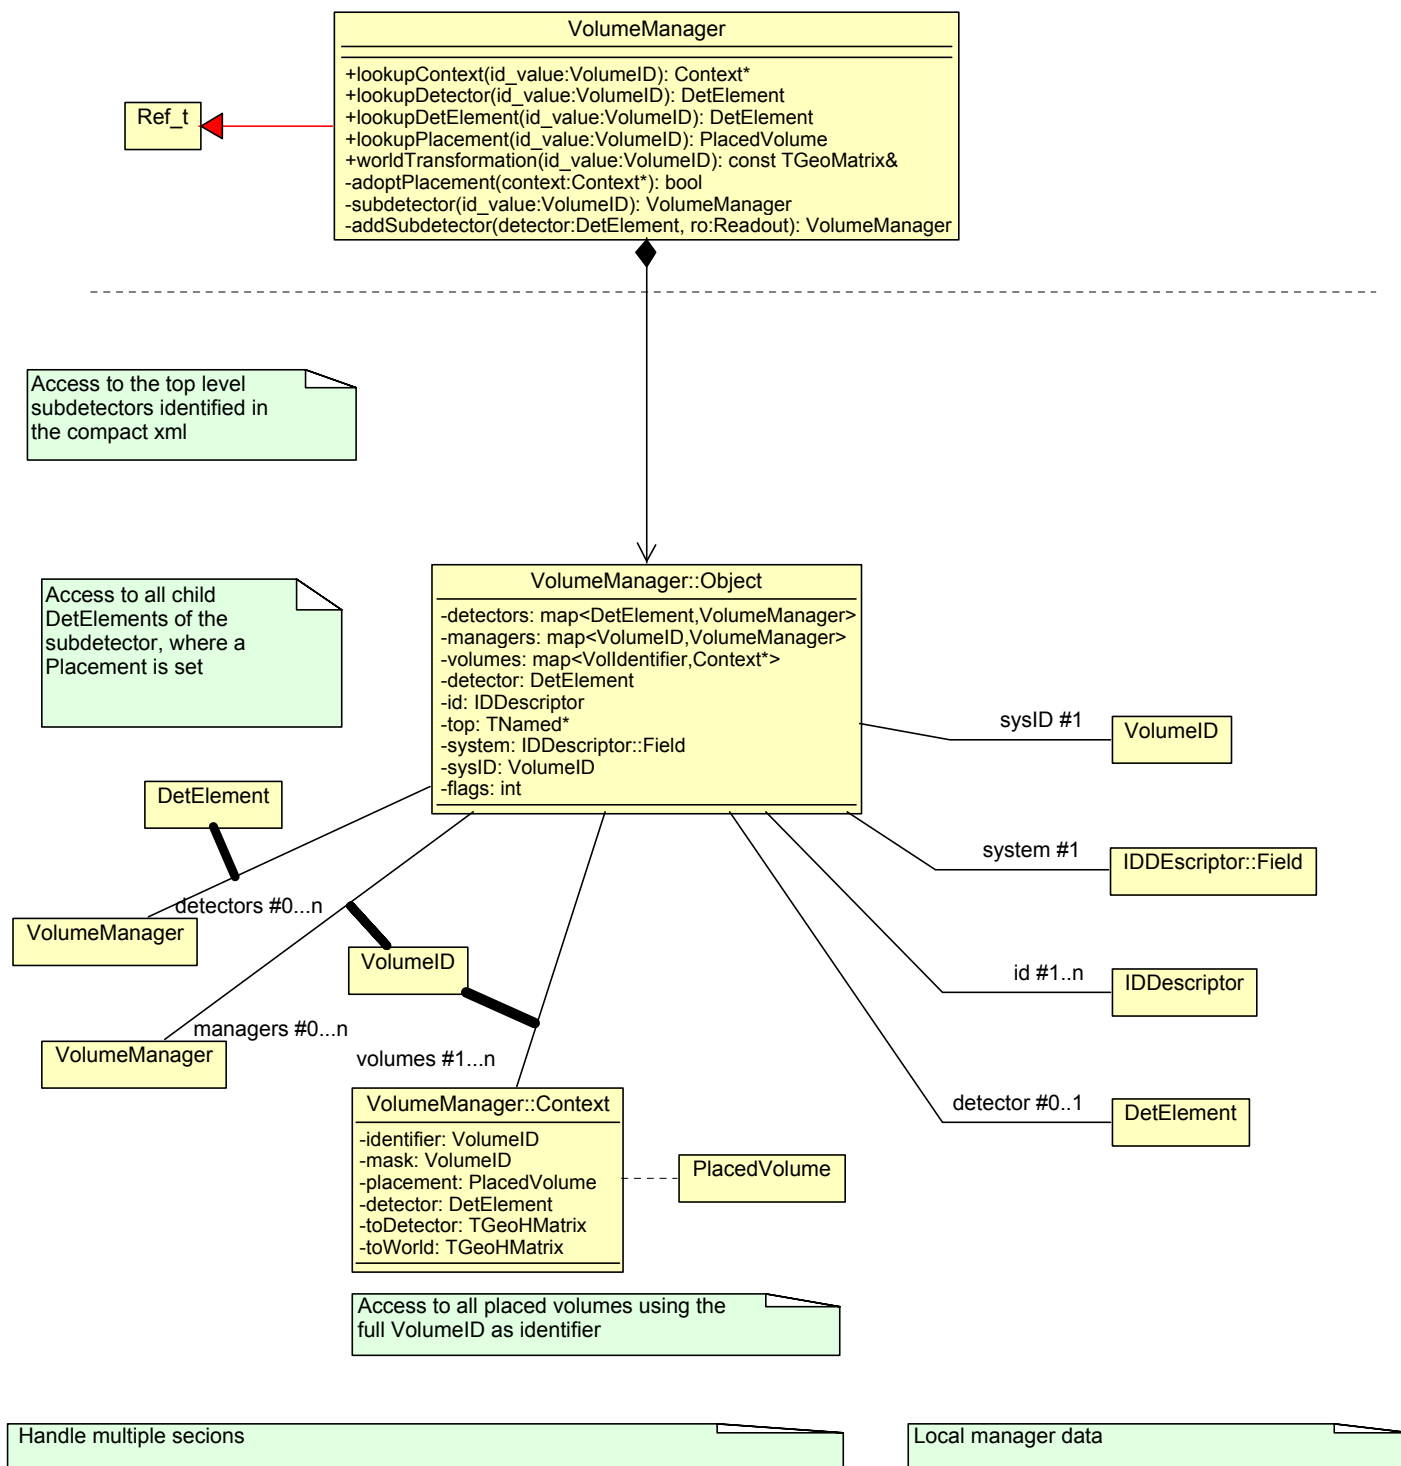 VolumeManager
+lookupContext(id_value:VolumeID): Context*
+lookupDetector(id_value:VolumeID): DetElement
+lookupDetElement(id_value:VolumeID): DetElement
+lookupPlacement(id_value:VolumeID): PlacedVolume
+worldTransformation(id_value:VolumeID): const TGeoMatrix&
-adoptPlacement(context:Context*): bool
-subdetector(id_value:VolumeID): VolumeManager
-addSubdetector(detector:DetElement, ro:Readout): VolumeManager
Ref_t
Access to the top level
subdetectors identified in
the compact xml
Access to all child
DetElements of the
subdetector, where a
Placement is set
VolumeManager::Object
-detectors: map<DetElement,VolumeManager>
-managers: map<VolumeID,VolumeManager>
-volumes: map<VolIdentifier,Context*>
-detector: DetElement
-id: IDDescriptor
-top: TNamed*
-system: IDDescriptor::Field
-sysID: VolumeID
-flags: int
sysID #1
VolumeID
DetElement
system #1
IDDEscriptor::Field
detectors #0...n
VolumeManager
VolumeID
id #1..n
IDDescriptor
managers #0...n
VolumeManager
volumes #1...n
VolumeManager::Context
-identifier: VolumeID
-mask: VolumeID
-placement: PlacedVolume
-detector: DetElement
-toDetector: TGeoHMatrix
-toWorld: TGeoHMatrix
detector #0..1
DetElement
PlacedVolume
Access to all placed volumes using the
full VolumeID as identifier
Handle multiple secions
Local manager data